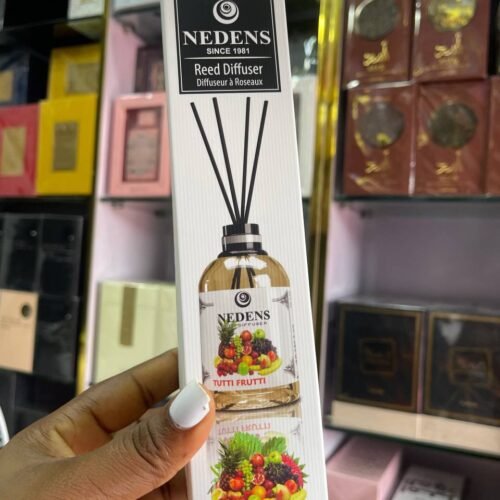 NEDENS
SINCE 1981
Reed Diffuser
Diffuseur à Roseaux
NEDENS
DIFFUSER
TUTTI FRUTTI